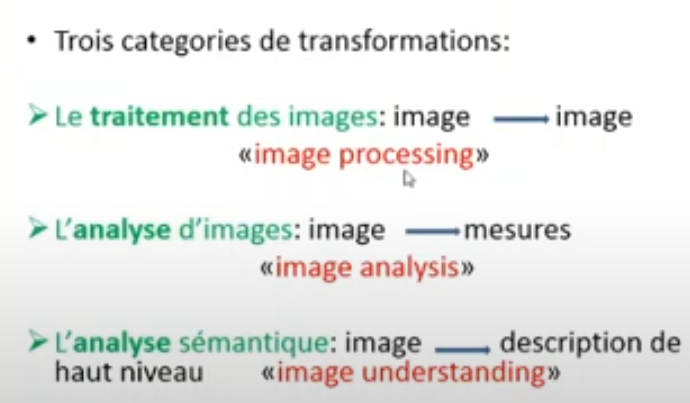 • Trois categories de transformations:
➢ Le traitement des images: image ⟶ image
«image processing»
➢ L'analyse d'images: image ⟶ mesures
«image analysis»
➢ L'analyse sémantique: image ⟶ description de
haut niveau «image understanding»